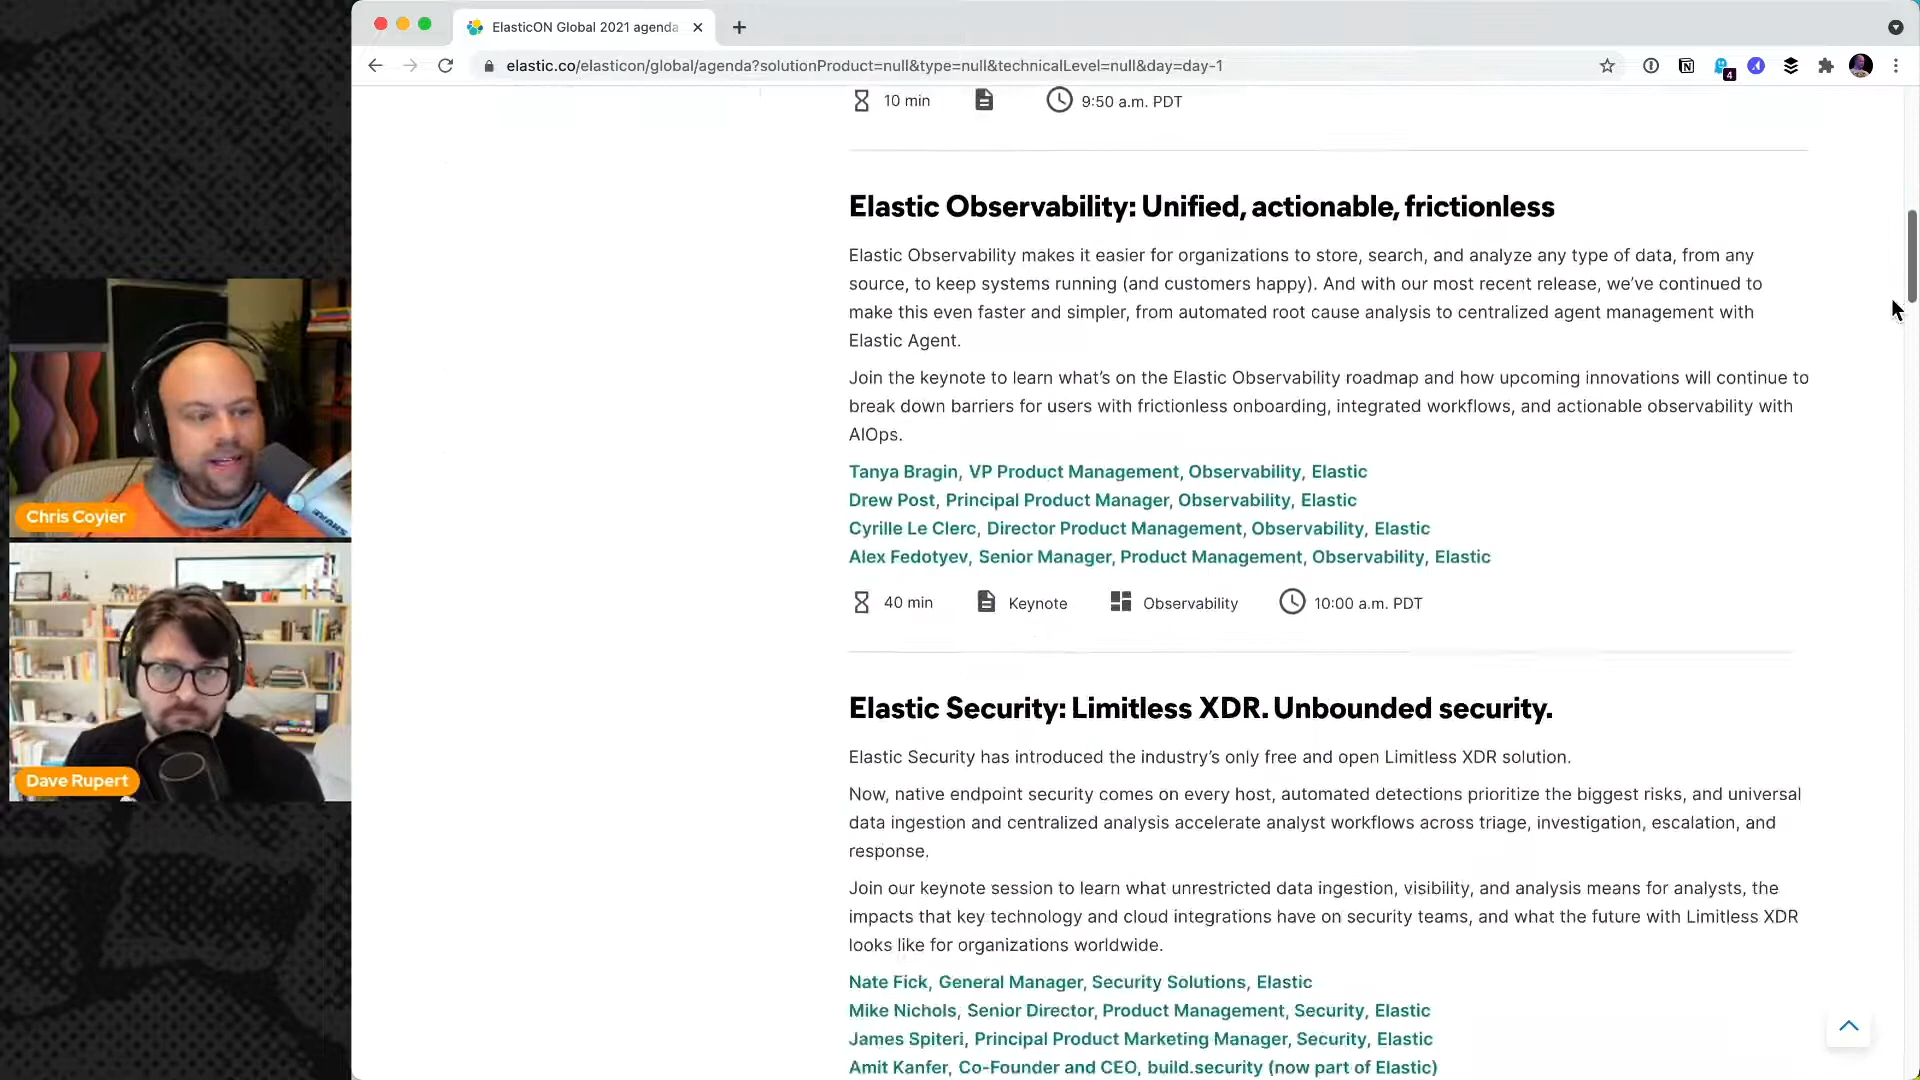 ElasticON Global 2021 agenda
elastic.co/elasticon/global/agenda?solutionProduct=null&type=null&technicalLevel=null&day=day-1
4
10 min
9:50 a.m. PDT
Elastic Observability: Unified, actionable, frictionless
Elastic Observability makes it easier for organizations to store, search, and analyze any type of data, from any
source, to keep systems running (and customers happy). And with our most recent release, we’ve continued to
make this even faster and simpler, from automated root cause analysis to centralized agent management with
Elastic Agent.
Join the keynote to learn what’s on the Elastic Observability roadmap and how upcoming innovations will continue to
break down barriers for users with frictionless onboarding, integrated workflows, and actionable observability with
AIOps.
Tanya Bragin, VP Product Management, Observability, Elastic
Drew Post, Principal Product Manager, Observability, Elastic
Cyrille Le Clerc, Director Product Management, Observability, Elastic
Alex Fedotyev, Senior Manager, Product Management, Observability, Elastic
40 min
Keynote
Observability
10:00 a.m. PDT
Elastic Security: Limitless XDR. Unbounded security.
Elastic Security has introduced the industry’s only free and open Limitless XDR solution.
Now, native endpoint security comes on every host, automated detections prioritize the biggest risks, and universal
data ingestion and centralized analysis accelerate analyst workflows across triage, investigation, escalation, and
response.
Join our keynote session to learn what unrestricted data ingestion, visibility, and analysis means for analysts, the
impacts that key technology and cloud integrations have on security teams, and what the future with Limitless XDR
looks like for organizations worldwide.
Nate Fick, General Manager, Security Solutions, Elastic
Mike Nichols, Senior Director, Product Management, Security, Elastic
James Spiteri, Principal Product Marketing Manager, Security, Elastic
Amit Kanfer, Co-Founder and CEO, build.security (now part of Elastic)
Chris Coyier
SHURE
Dave Rupert